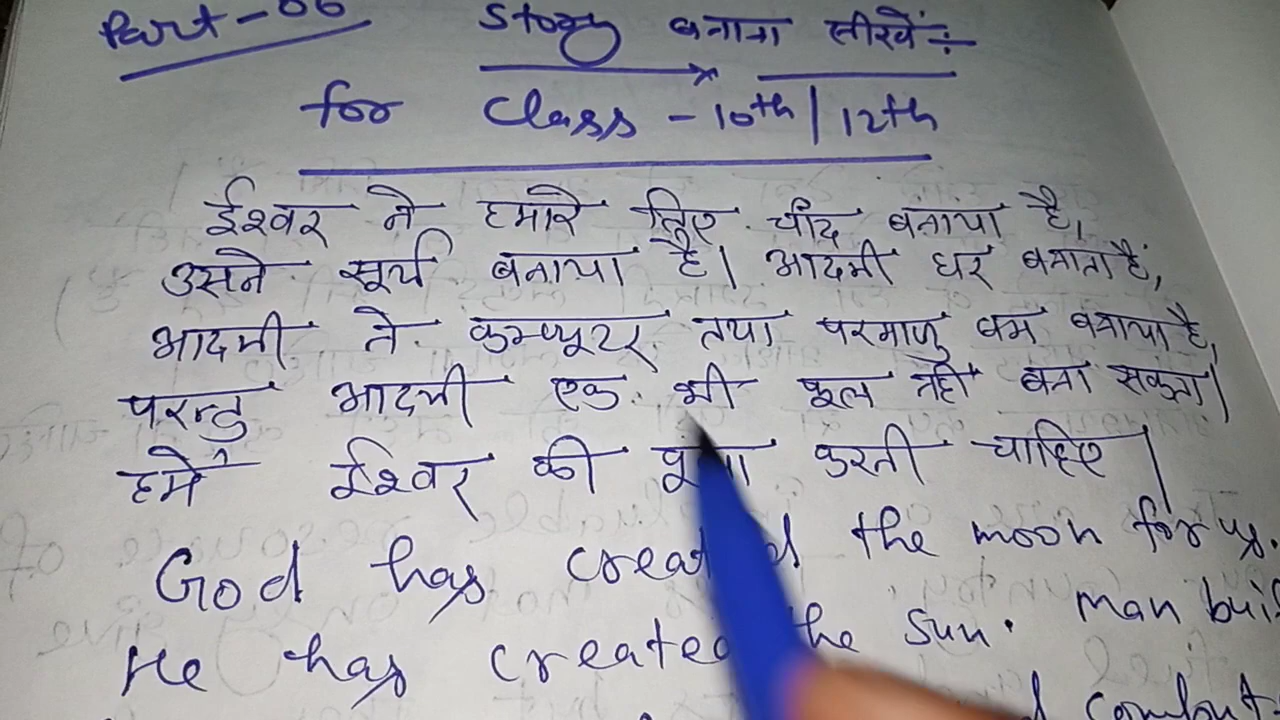 Part-06 Story बनाना सीखें÷
for Class - 10th | 12th
ईश्वर ने हमारे लिए चाँद बनाया है,
उसने सूर्य बनाया है। आदमी घर बनाता है,
आदमी ने कम्प्यूटर तथा परमाणु बम बनाया है,
परन्तु आदमी एक भी फूल नहीं बना सकता।
हमें ईश्वर की पूजा करनी चाहिए।
God has created the moon for us.
He has created the sun. man buil